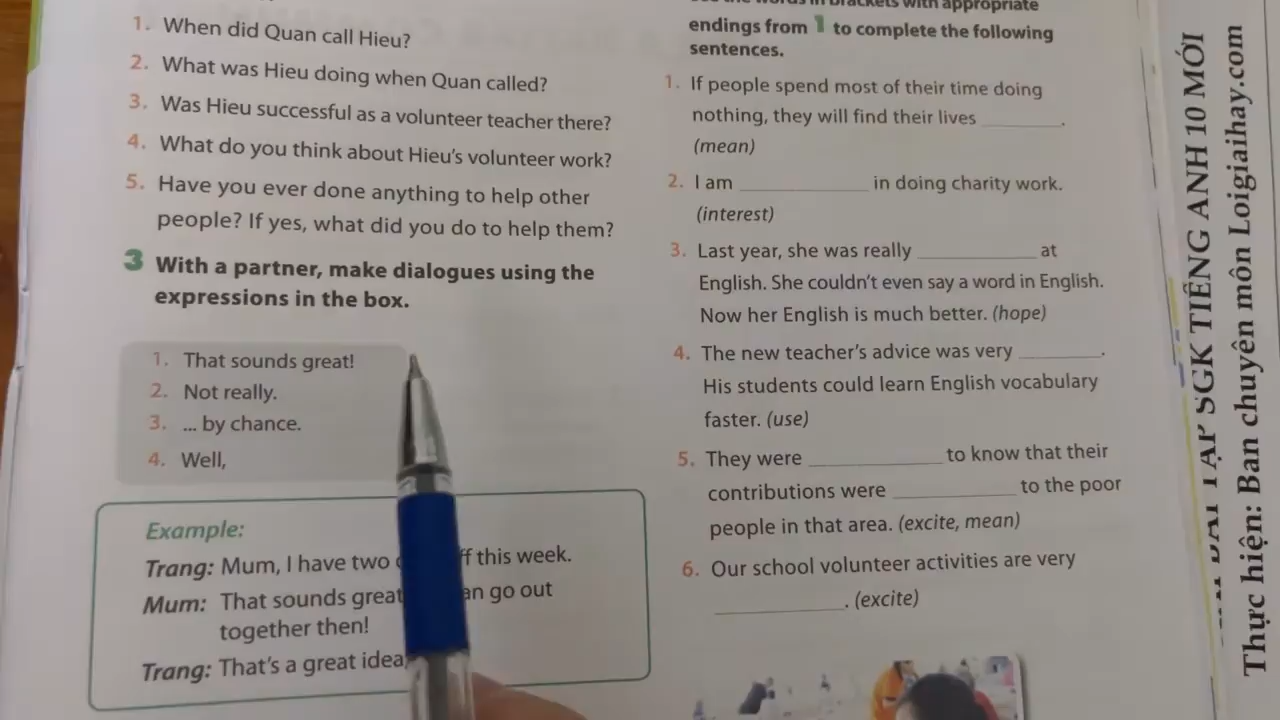 1. When did Quan call Hieu?
2. What was Hieu doing when Quan called?
3. Was Hieu successful as a volunteer teacher there?
4. What do you think about Hieu's volunteer work?
5. Have you ever done anything to help other
people? If yes, what did you do to help them?
3 With a partner, make dialogues using the
expressions in the box.
1. That sounds great!
2. Not really.
3. ... by chance.
4. Well,
Example:
Trang: Mum, I have two this week.
Mum: That sounds great go out
together then!
Trang: That's a great idea
the words in brackets with appropriate
endings from 1 to complete the following
sentences.
1. If people spend most of their time doing
nothing, they will find their lives ________.
(mean)
2. I am ____________ in doing charity work.
(interest)
3. Last year, she was really ___________ at
English. She couldn't even say a word in English.
Now her English is much better. (hope)
4. The new teacher's advice was very ________.
His students could learn English vocabulary
faster. (use)
5. They were ____________ to know that their
contributions were ___________ to the poor
people in that area. (excite, mean)
6. Our school volunteer activities are very
____________. (excite)
TẬP SGK TIẾNG ANH 10 MỚI
Thực hiện: Ban chuyên môn Loigiaihay.com